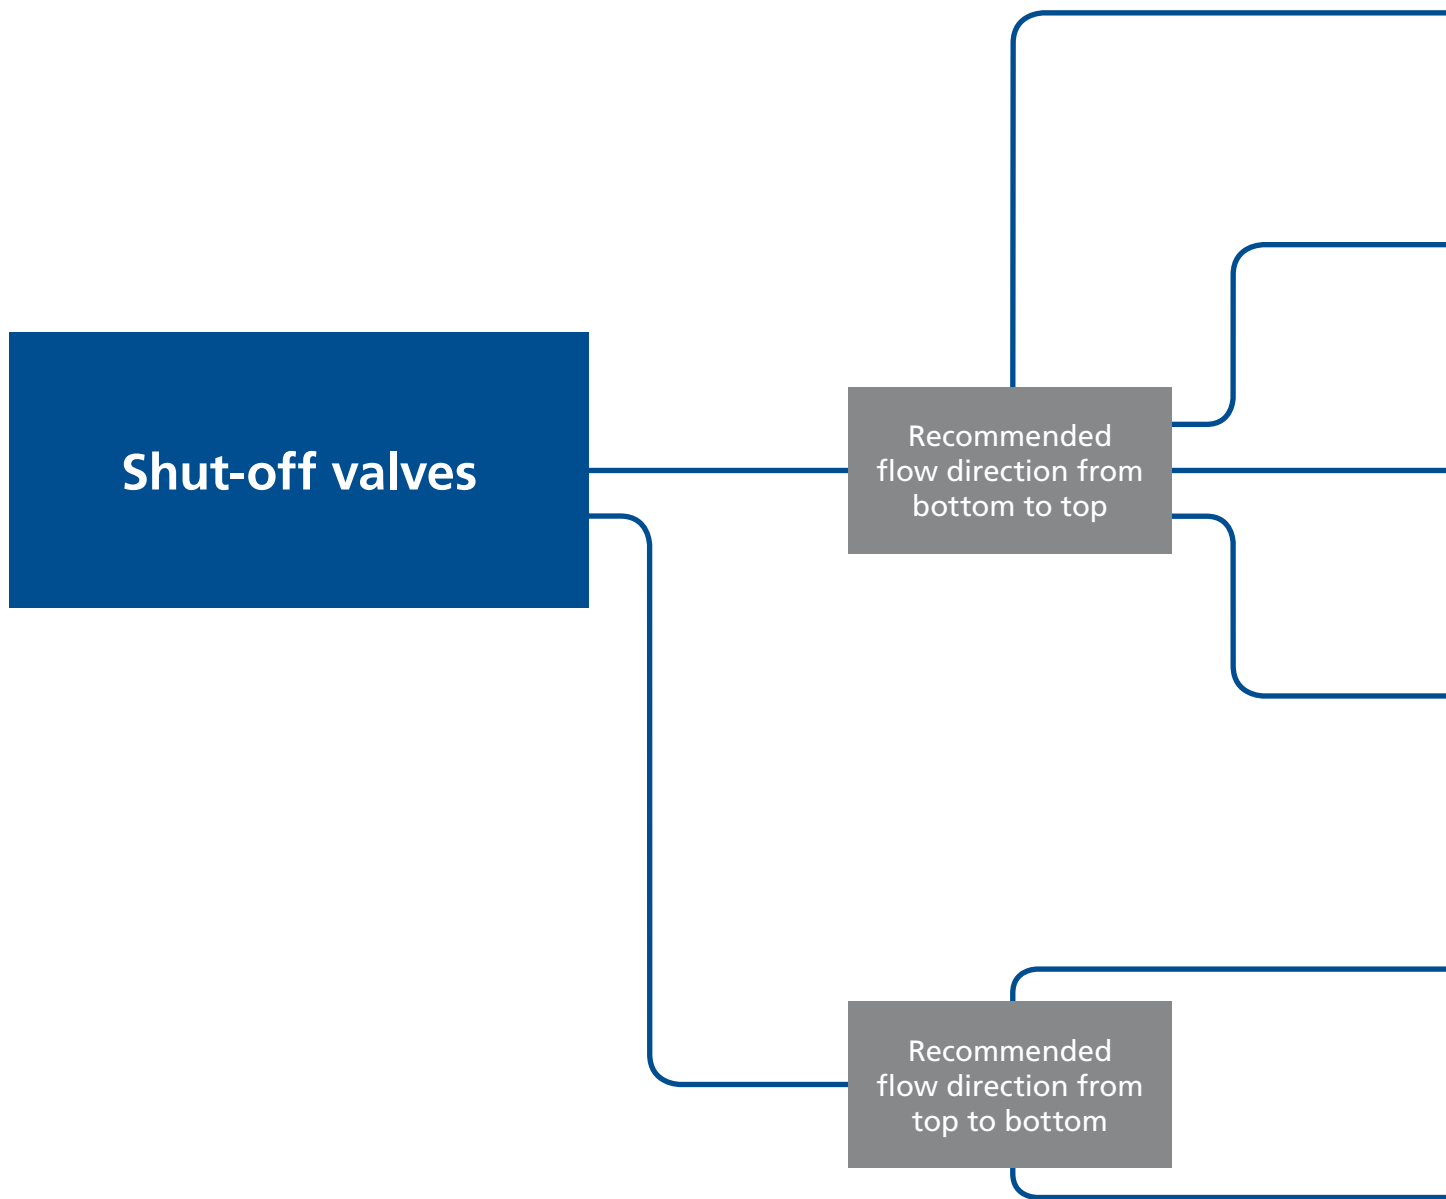 Shut-off valves
Recommended
flow direction from
bottom to top
Recommended
flow direction from
top to bottom